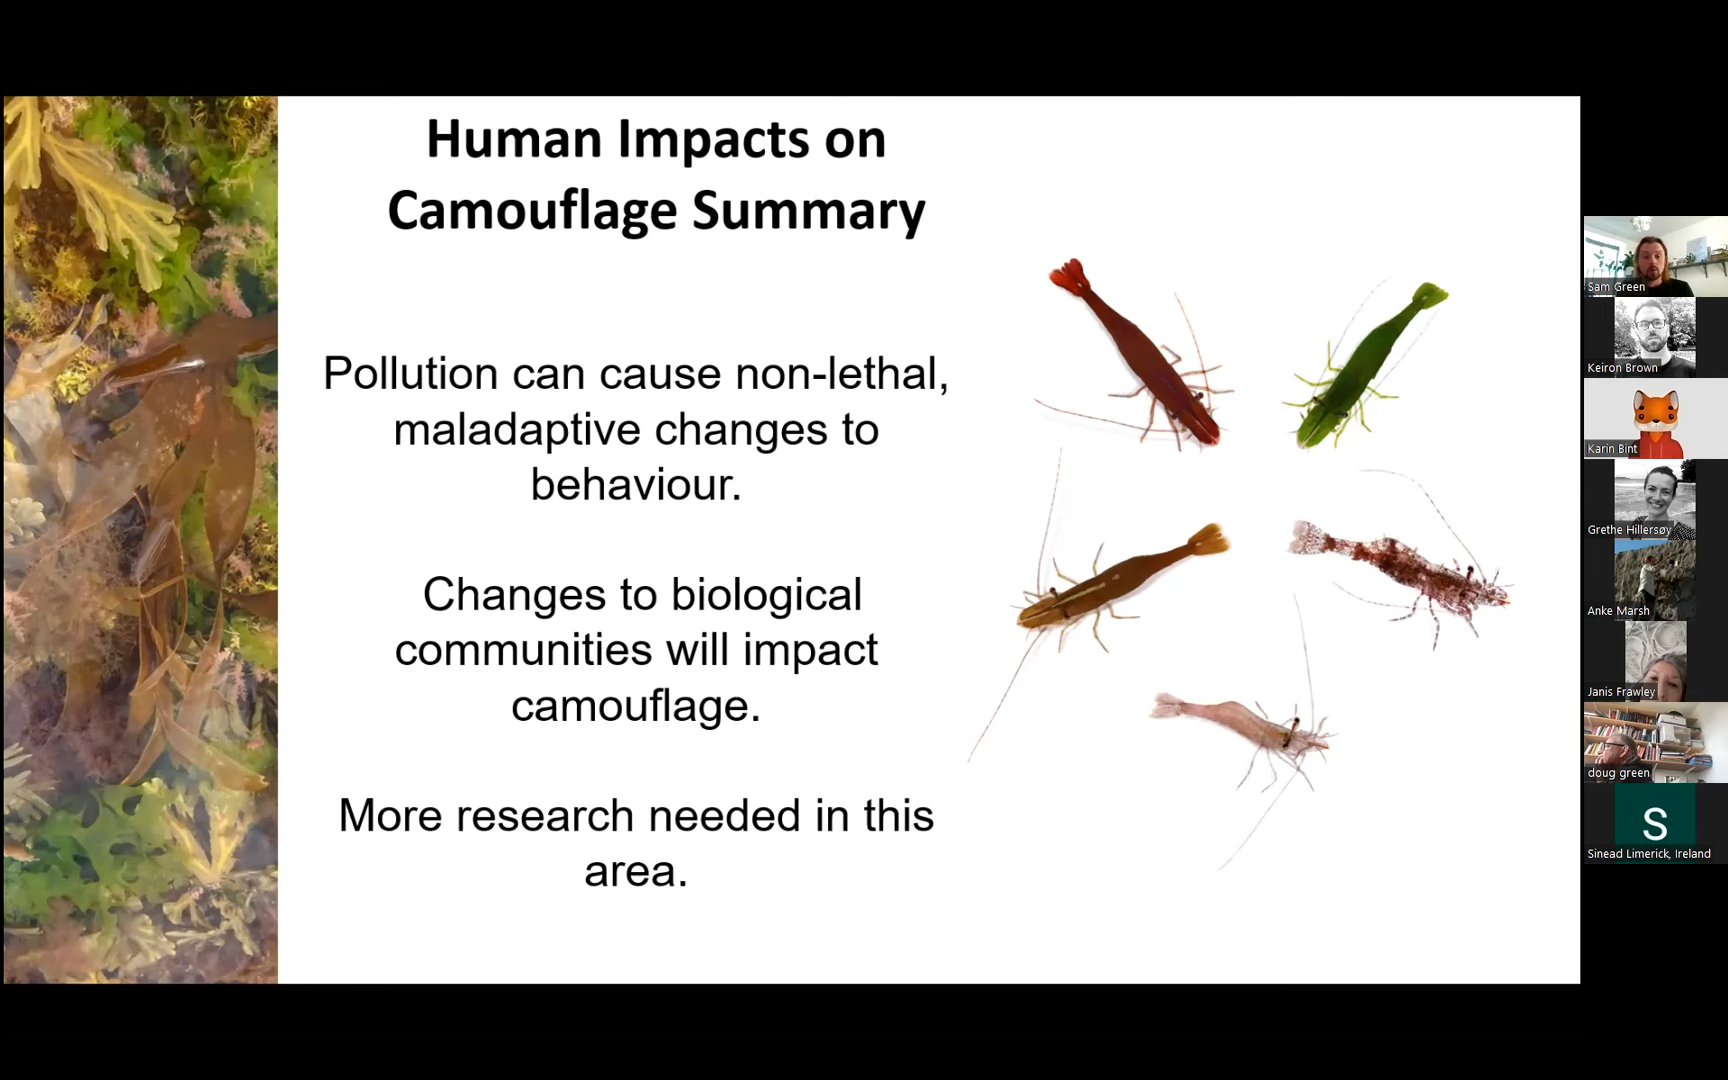 Human Impacts on
Camouflage Summary
Pollution can cause non-lethal,
maladaptive changes to
behaviour.
Changes to biological
communities will impact
camouflage.
More research needed in this
area.
Sam Green
Keiron Brown
Karin Bint
Grethe Hillersøy
Anke Marsh
Janis Frawley
doug green
S
Sinead Limerick, Ireland